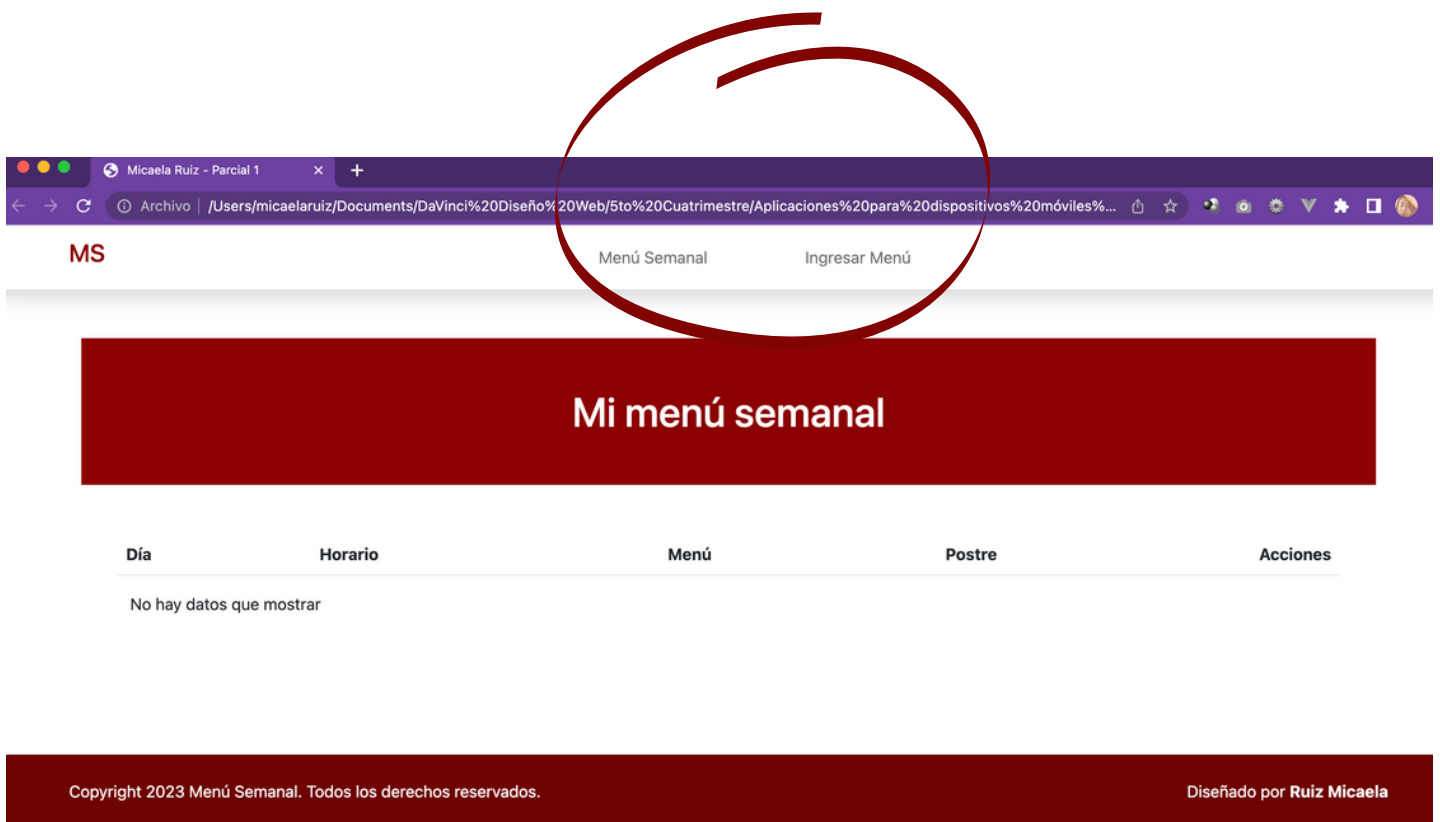 Micaela Ruiz - Parcial 1
Archivo | /Users/micaelaruiz/Documents/DaVinci%20Diseño%20Web/5to%20Cuatrimestre/Aplicaciones%20para%20dispositivos%20móviles%...
MS Menú Semanal Ingresar Menú
Mi menú semanal
Día Horario Menú Postre Acciones
No hay datos que mostrar
Copyright 2023 Menú Semanal. Todos los derechos reservados. Diseñado por Ruiz Micaela